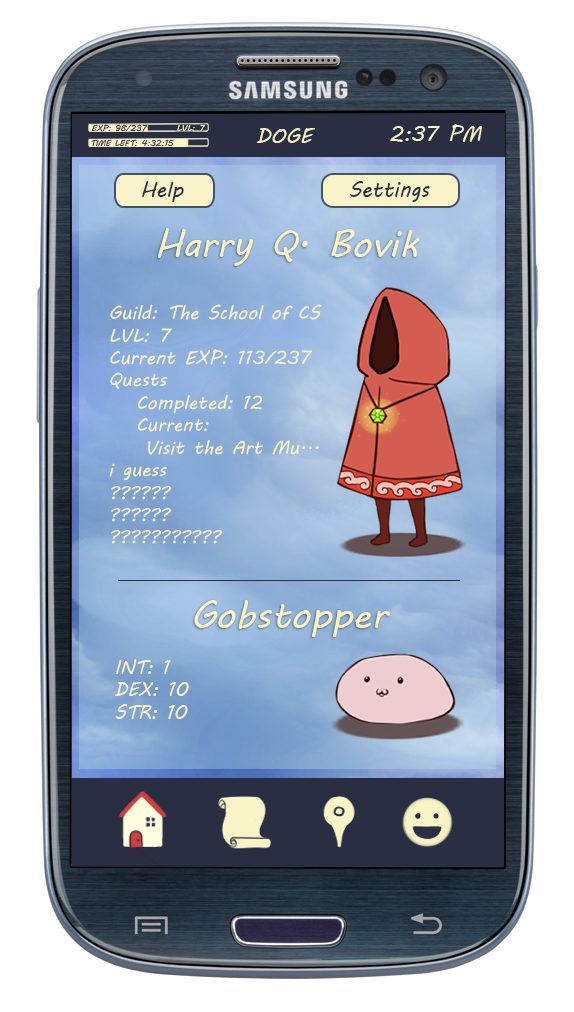 SAMSUNG
EXP: 98/237 LVL: 7
TIME LEFT: 4:32:15
DOGE
2:37 PM
Help
Settings
Harry Q. Bovik
Guild: The School of CS
LVL: 7
Current EXP: 113/237
Quests
Completed: 12
Current:
Visit the Art Mu...
i guess
??????
??????
???????????
Gobstopper
INT: 1
DEX: 10
STR: 10